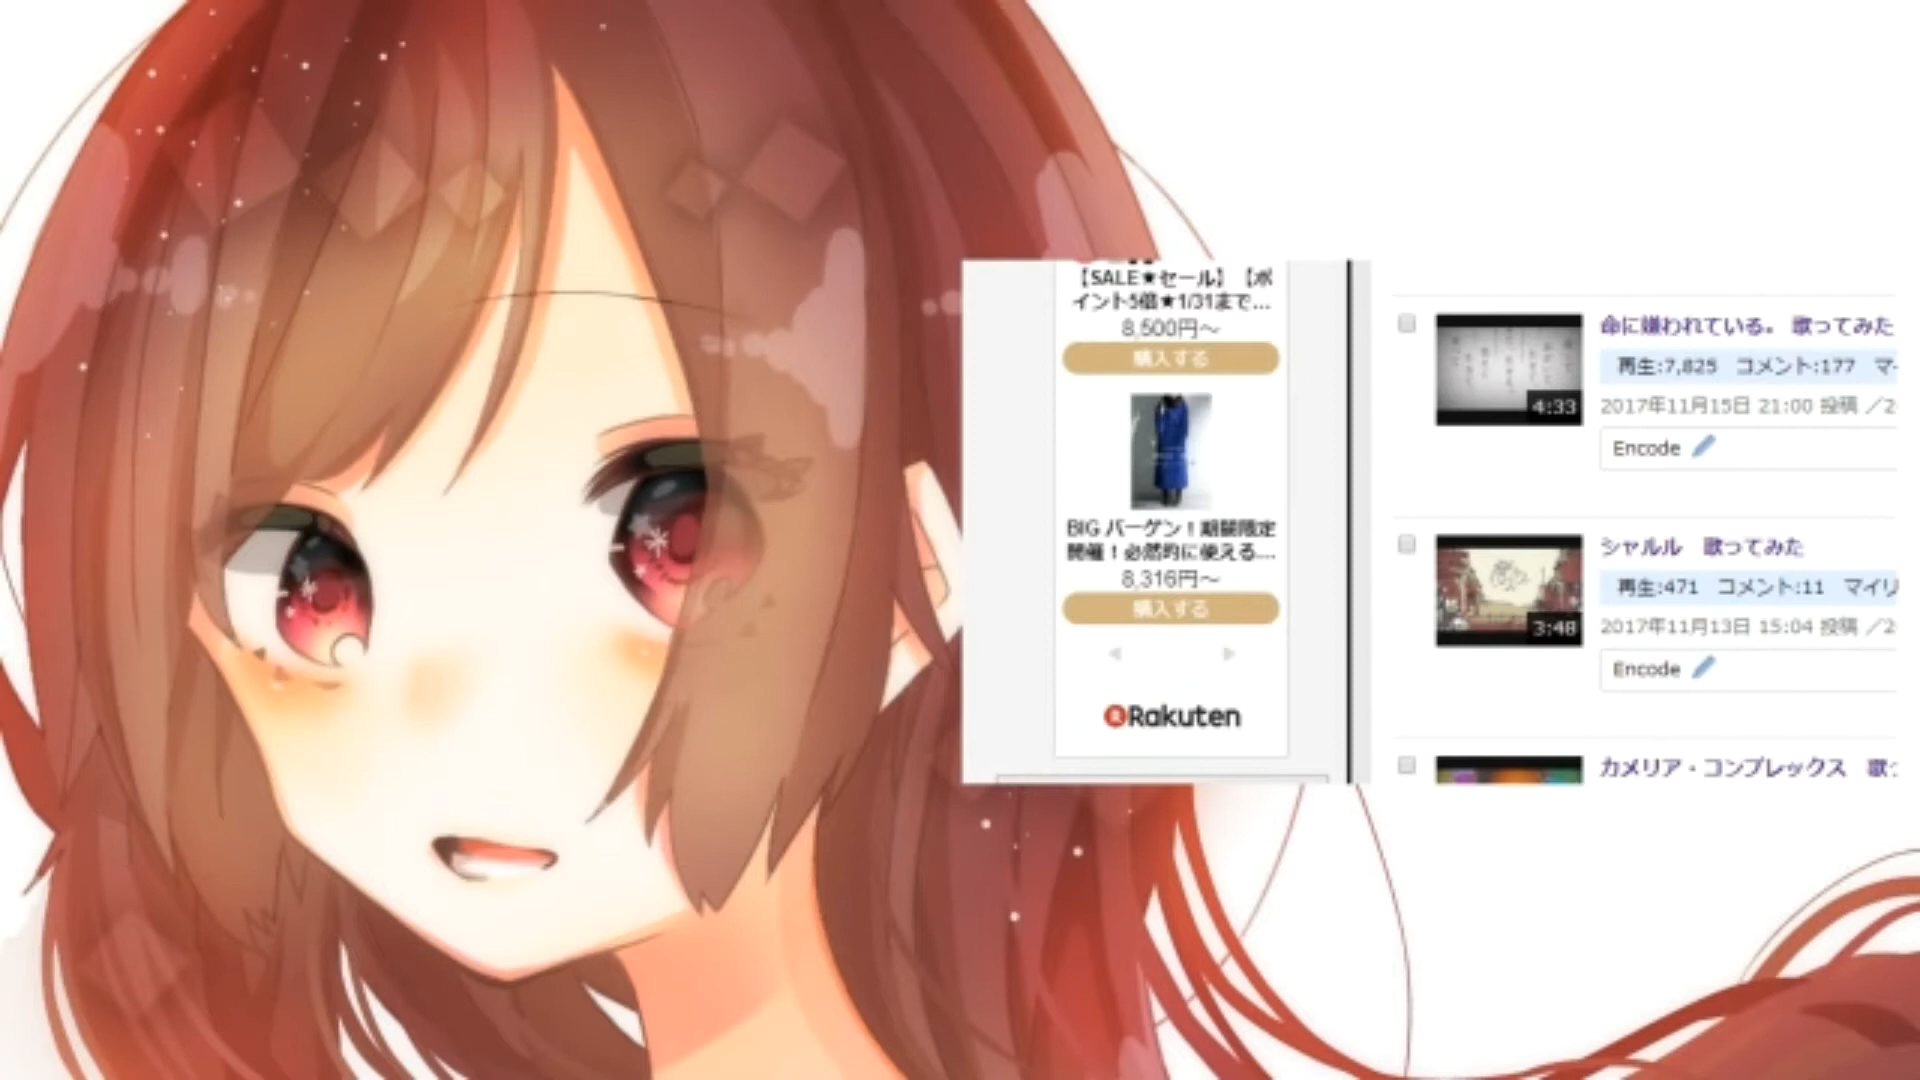 【SALE★セール】【ポ
イント5倍★1/31まで...
8,500円～
購入する
BIG バーゲン！期間限定
開催！必然的に使える...
8,316円～
購入する
Rakuten
命に嫌われている。 歌ってみた
再生:7,825 コメント:177 マ
4:33
2017年11月15日 21:00 投稿 ／2
Encode
シャルル 歌ってみた
再生:471 コメント:11 マイリ
3:48
2017年11月13日 15:04 投稿 ／2
Encode
カメリア・コンプレックス 歌